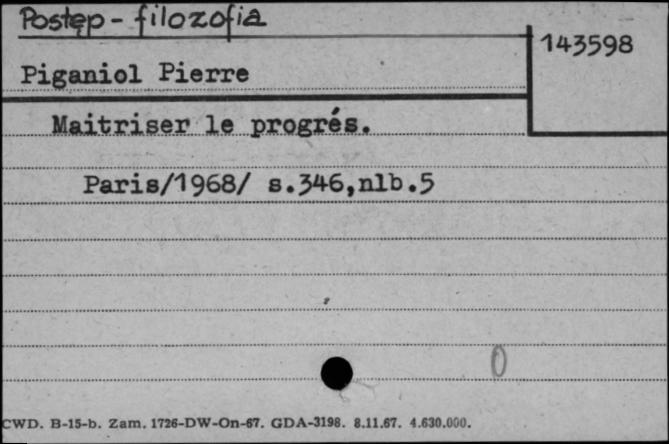 Postęp - filozofia
143598
Piganiol Pierre
Maitriser le progrés.
Paris/1968/ s.346,nlb.5
0
CWD. B-15-b. Zam. 1726-DW-On-67. GDA-3198. 8.11.67. 4.630.000.